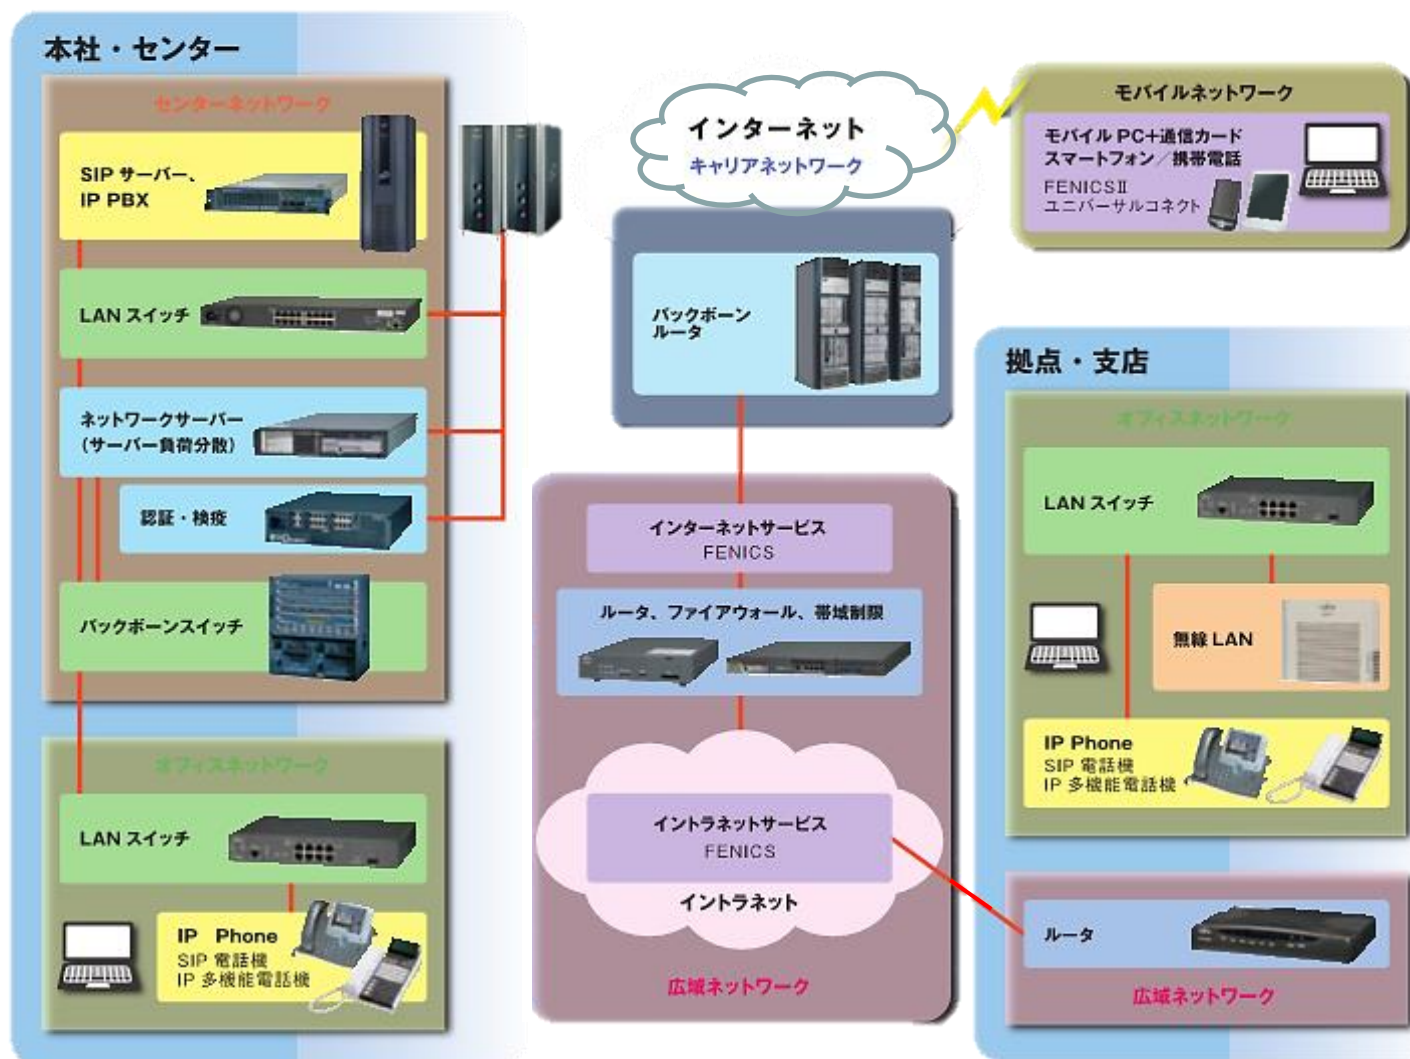 本社・センター
センターネットワーク
SIP サーバー、
IP PBX
LAN スイッチ
ネットワークサーバー
(サーバー負荷分散)
認証・検疫
バックボーンスイッチ
オフィスネットワーク
LAN スイッチ
IP Phone
SIP 電話機
IP 多機能電話機
インターネット
キャリアネットワーク
バックボーン
ルータ
インターネットサービス
FENICS
ルータ、ファイアウォール、帯域制限
イントラネットサービス
FENICS
イントラネット
広域ネットワーク
モバイルネットワーク
モバイル PC+通信カード
スマートフォン／携帯電話
FENICSⅡ
ユニバーサルコネクト
拠点・支店
オフィスネットワーク
LAN スイッチ
無線 LAN
IP Phone
SIP 電話機
IP 多機能電話機
ルータ
広域ネットワーク